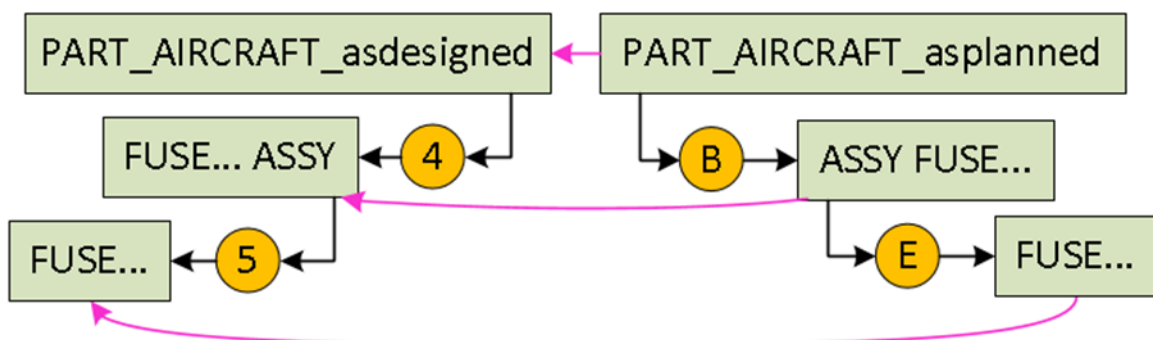 PART_AIRCRAFT_asdesigned
PART_AIRCRAFT_asplanned
FUSE... ASSY
4
B
ASSY FUSE...
FUSE...
5
E
FUSE...